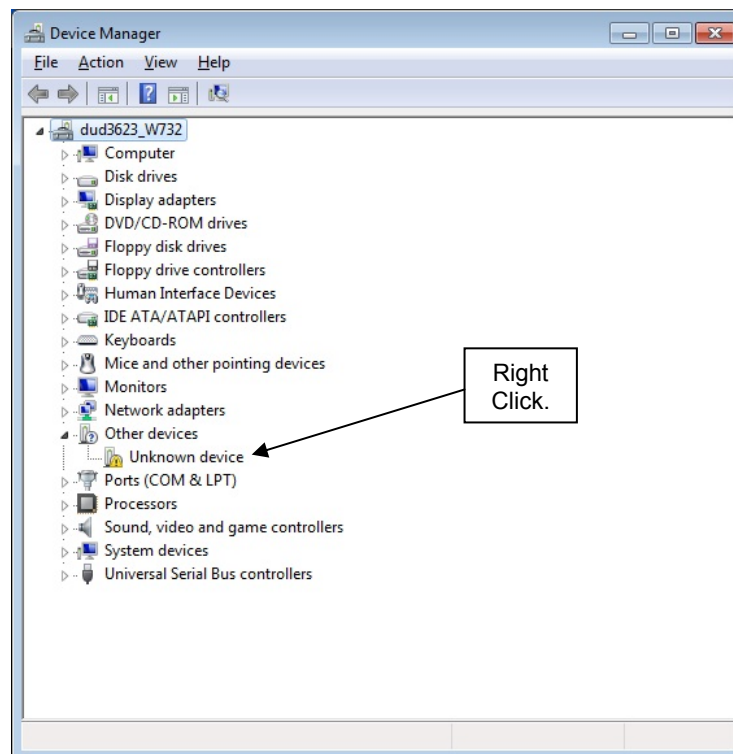 Device Manager
File Action View Help
dud3623_W732
Computer
Disk drives
Display adapters
DVD/CD-ROM drives
Floppy disk drives
Floppy drive controllers
Human Interface Devices
IDE ATA/ATAPI controllers
Keyboards
Mice and other pointing devices
Monitors
Network adapters
Other devices
Unknown device
Ports (COM & LPT)
Processors
Sound, video and game controllers
System devices
Universal Serial Bus controllers
Right
Click.